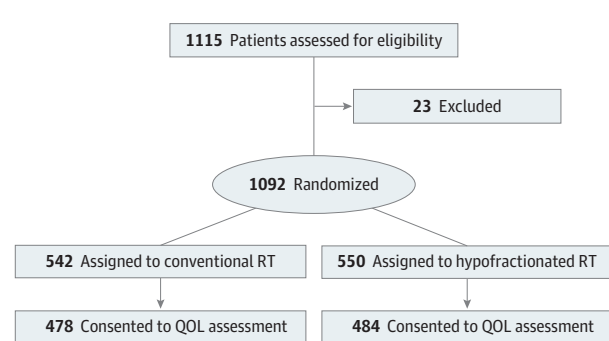 1115 Patients assessed for eligibility
23 Excluded
1092 Randomized
542 Assigned to conventional RT
550 Assigned to hypofractionated RT
478 Consented to QOL assessment
484 Consented to QOL assessment